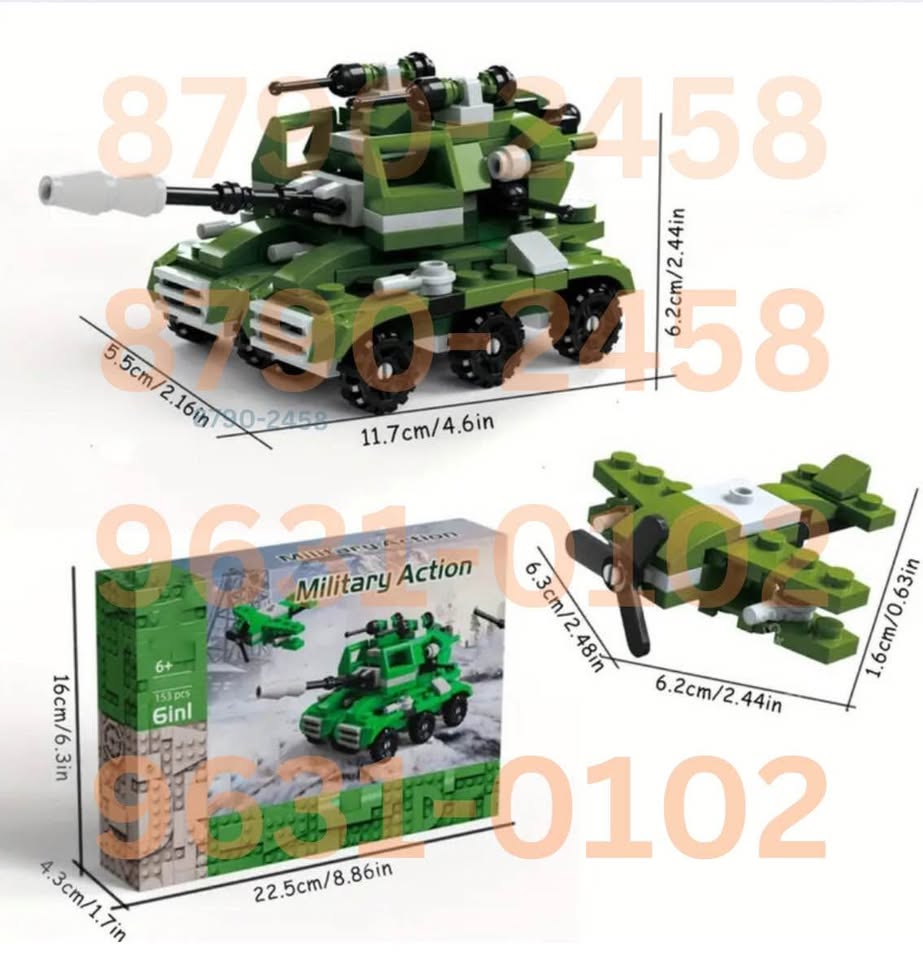 8790-2458
6.2cm/2.44in
8790-2458
5.5cm/2.16in
8790-2458
11.7cm/4.6in
9631-0102
Military Action
Military Action
6.3cm/2.48in
1.6cm/0.63in
6+
153 pcs
6in1
6.2cm/2.44in
16cm/6.3in
9631-0102
22.5cm/8.86in
4.3cm/1.7in